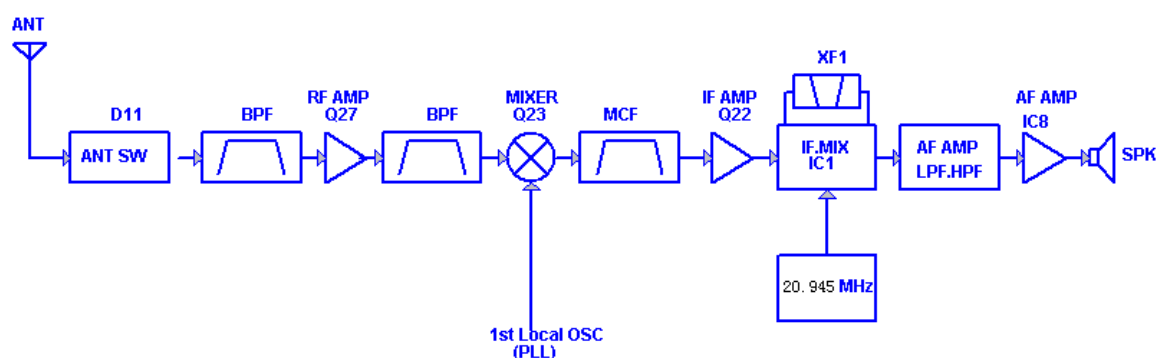 ANT
D11
ANT SW
BPF
RF AMP
Q27
BPF
MIXER
Q23
MCF
IF AMP
Q22
XF1
IF.MIX
IC1
AF AMP
LPF.HPF
AF AMP
IC8
SPK
20.945 MHz
1st Local OSC
(PLL)